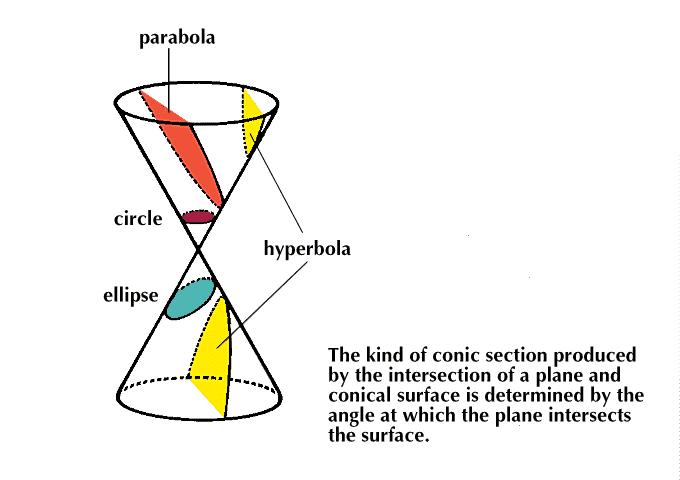 parabola
circle
hyperbola
ellipse
The kind of conic section produced
by the intersection of a plane and
conical surface is determined by the
angle at which the plane intersects
the surface.